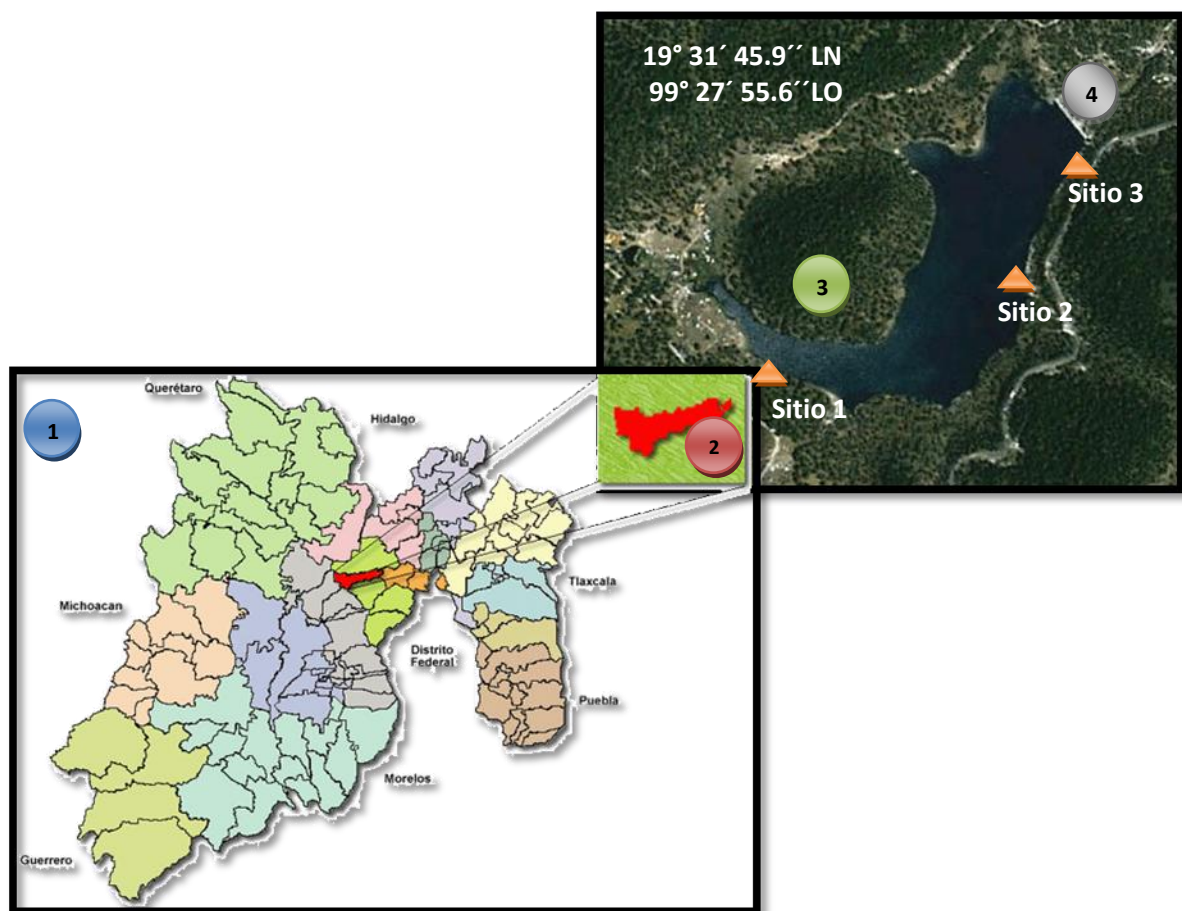 19° 31´ 45.9´´ LN
99° 27´ 55.6´´LO
4
Sitio 3
3
Sitio 2
Sitio 1
Querétaro
Hidalgo
1
2
Tlaxcala
Michoacan
Distrito
Federal
Puebla
Morelos
Guerrero